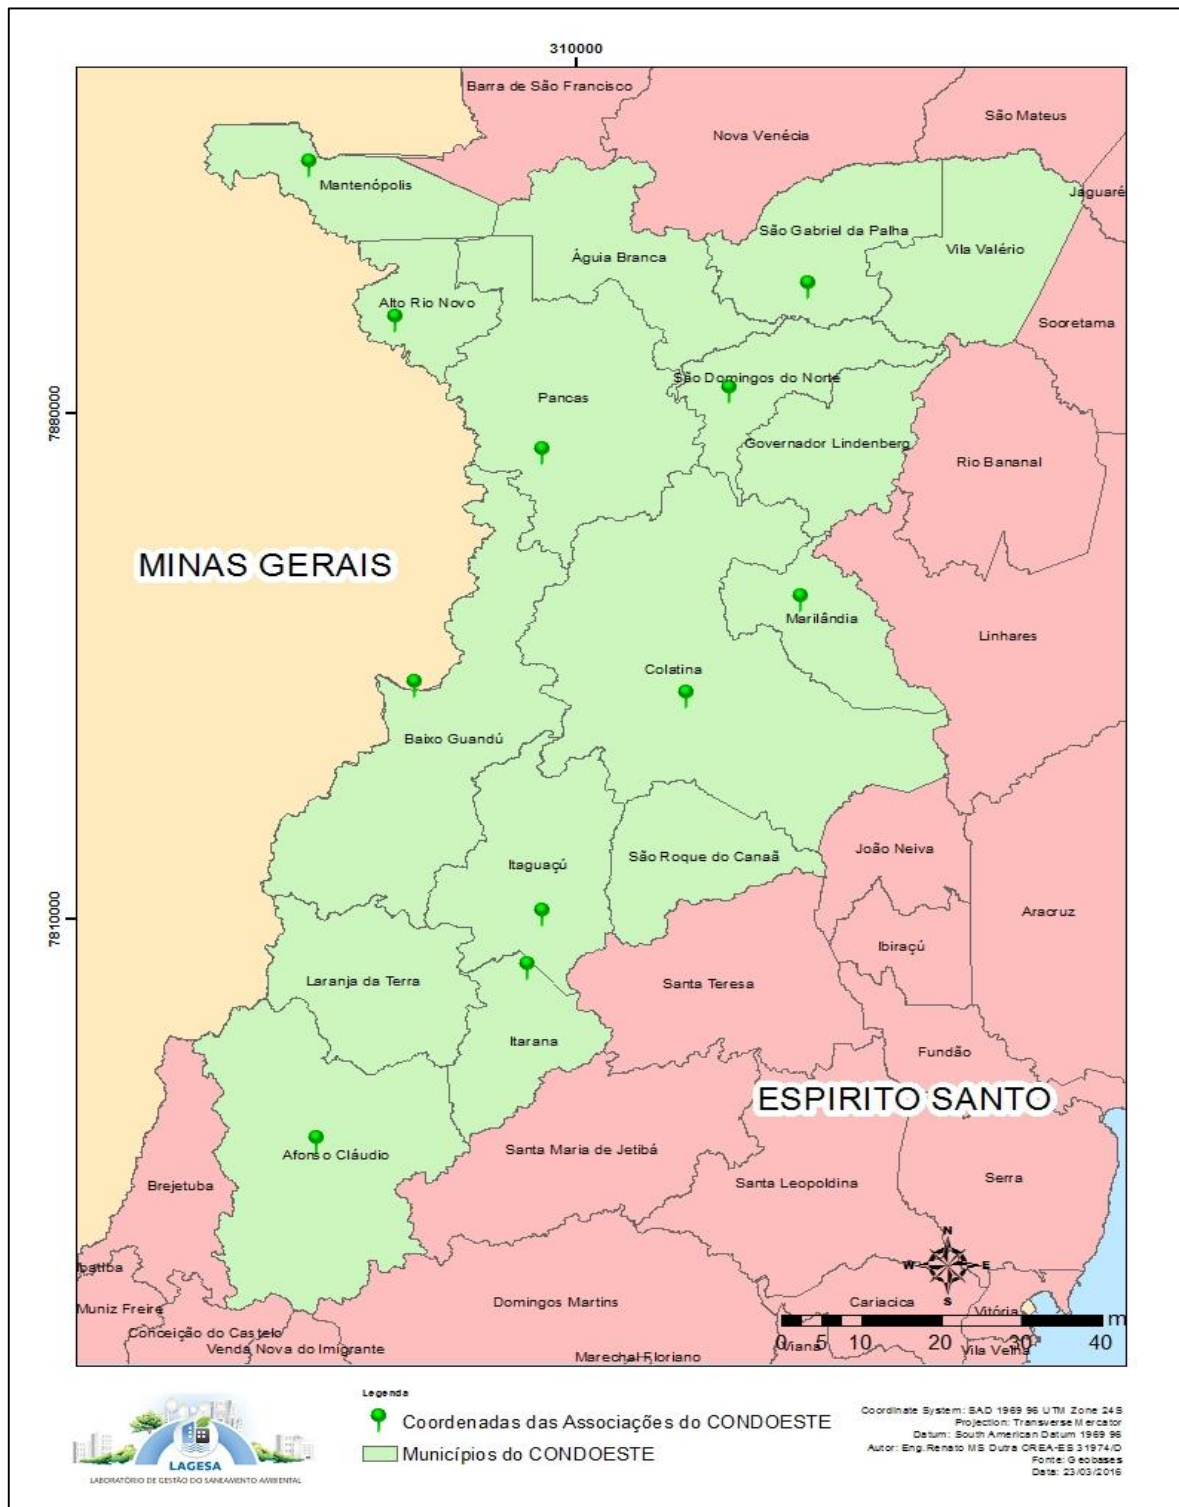 310000
Barra de São Francisco
São Mateus
Nova Venécia
Mantenópolis
Jaguaré
São Gabriel da Palha
Vila Valério
Águia Branca
Alto Rio Novo
Sooretama
São Domingos do Norte
Pancas
7880000
Governador Lindenberg
Rio Bananal
MINAS GERAIS
Marilândia
Linhares
Colatina
Baixo Guandú
João Neiva
São Roque do Canaã
Itaguaçú
Aracruz
7810000
Ibiraçú
Laranja da Terra
Santa Teresa
Itarana
Fundão
ESPIRITO SANTO
Santa Maria de Jetibá
Afonso Cláudio
Serra
Brejetuba
Santa Leopoldina
N
W E
S
Ibatiba
Muniz Freire
Domingos Martins
Cariacica
Vitória
m
Conceição do Castelo
Venda Nova do Imigrante
Viana
Vila Velha
0 5 10 20 30 40
Marechal Floriano
Legenda
Coordenadas das Associações do CONDOESTE
Municípios do CONDOESTE
LAGESA
LABORATÓRIO DE GESTÃO DO SANEAMENTO AMBIENTAL
Coordinate System: SAD 1969 96 UTM Zone 24S
Projection: Transverse Mercator
Datum: South American Datum 1969 96
Autor: Eng.Renato MS Dutra CREA-ES 31974/D
Fonte: Geobases
Data: 23/03/2016